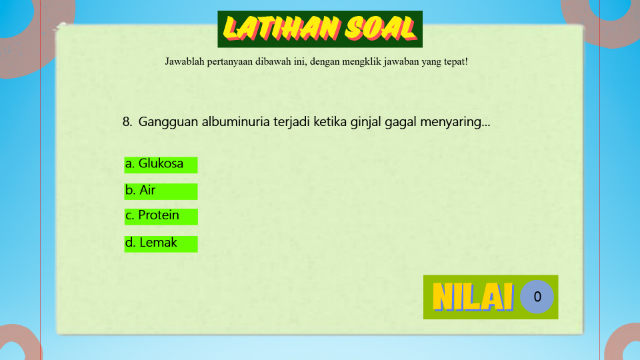 LATIHAN SOAL
Jawablah pertanyaan dibawah ini, dengan mengklik jawaban yang tepat!
8. Gangguan albuminuria terjadi ketika ginjal gagal menyaring...
a. Glukosa
b. Air
c. Protein
d. Lemak
NILAI 0